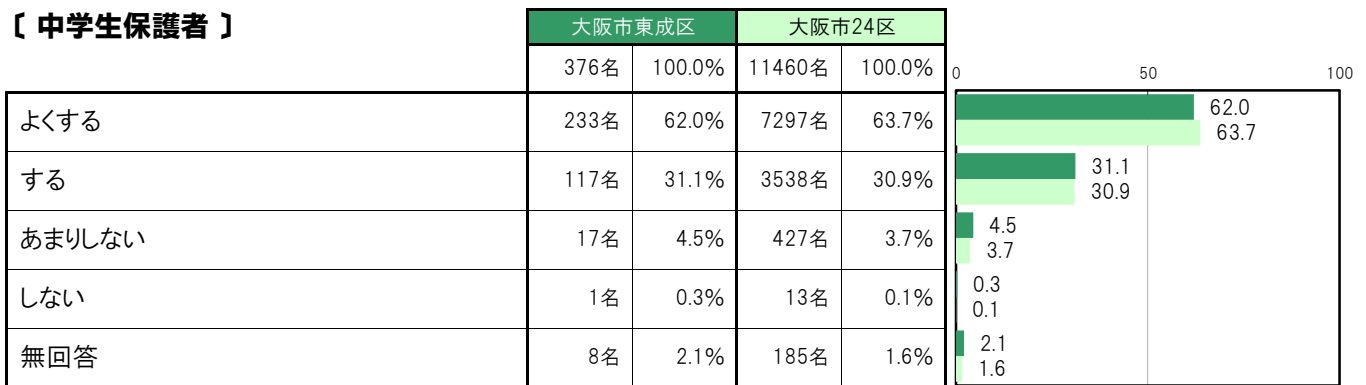 〔 中学生保護者 〕
大阪市東成区 大阪市24区
376名 100.0% 11460名 100.0%
0 50 100
よくする 233名 62.0% 7297名 63.7%
62.0
63.7
する 117名 31.1% 3538名 30.9%
31.1
30.9
あまりしない 17名 4.5% 427名 3.7%
4.5
3.7
しない 1名 0.3% 13名 0.1%
0.3
0.1
無回答 8名 2.1% 185名 1.6%
2.1
1.6